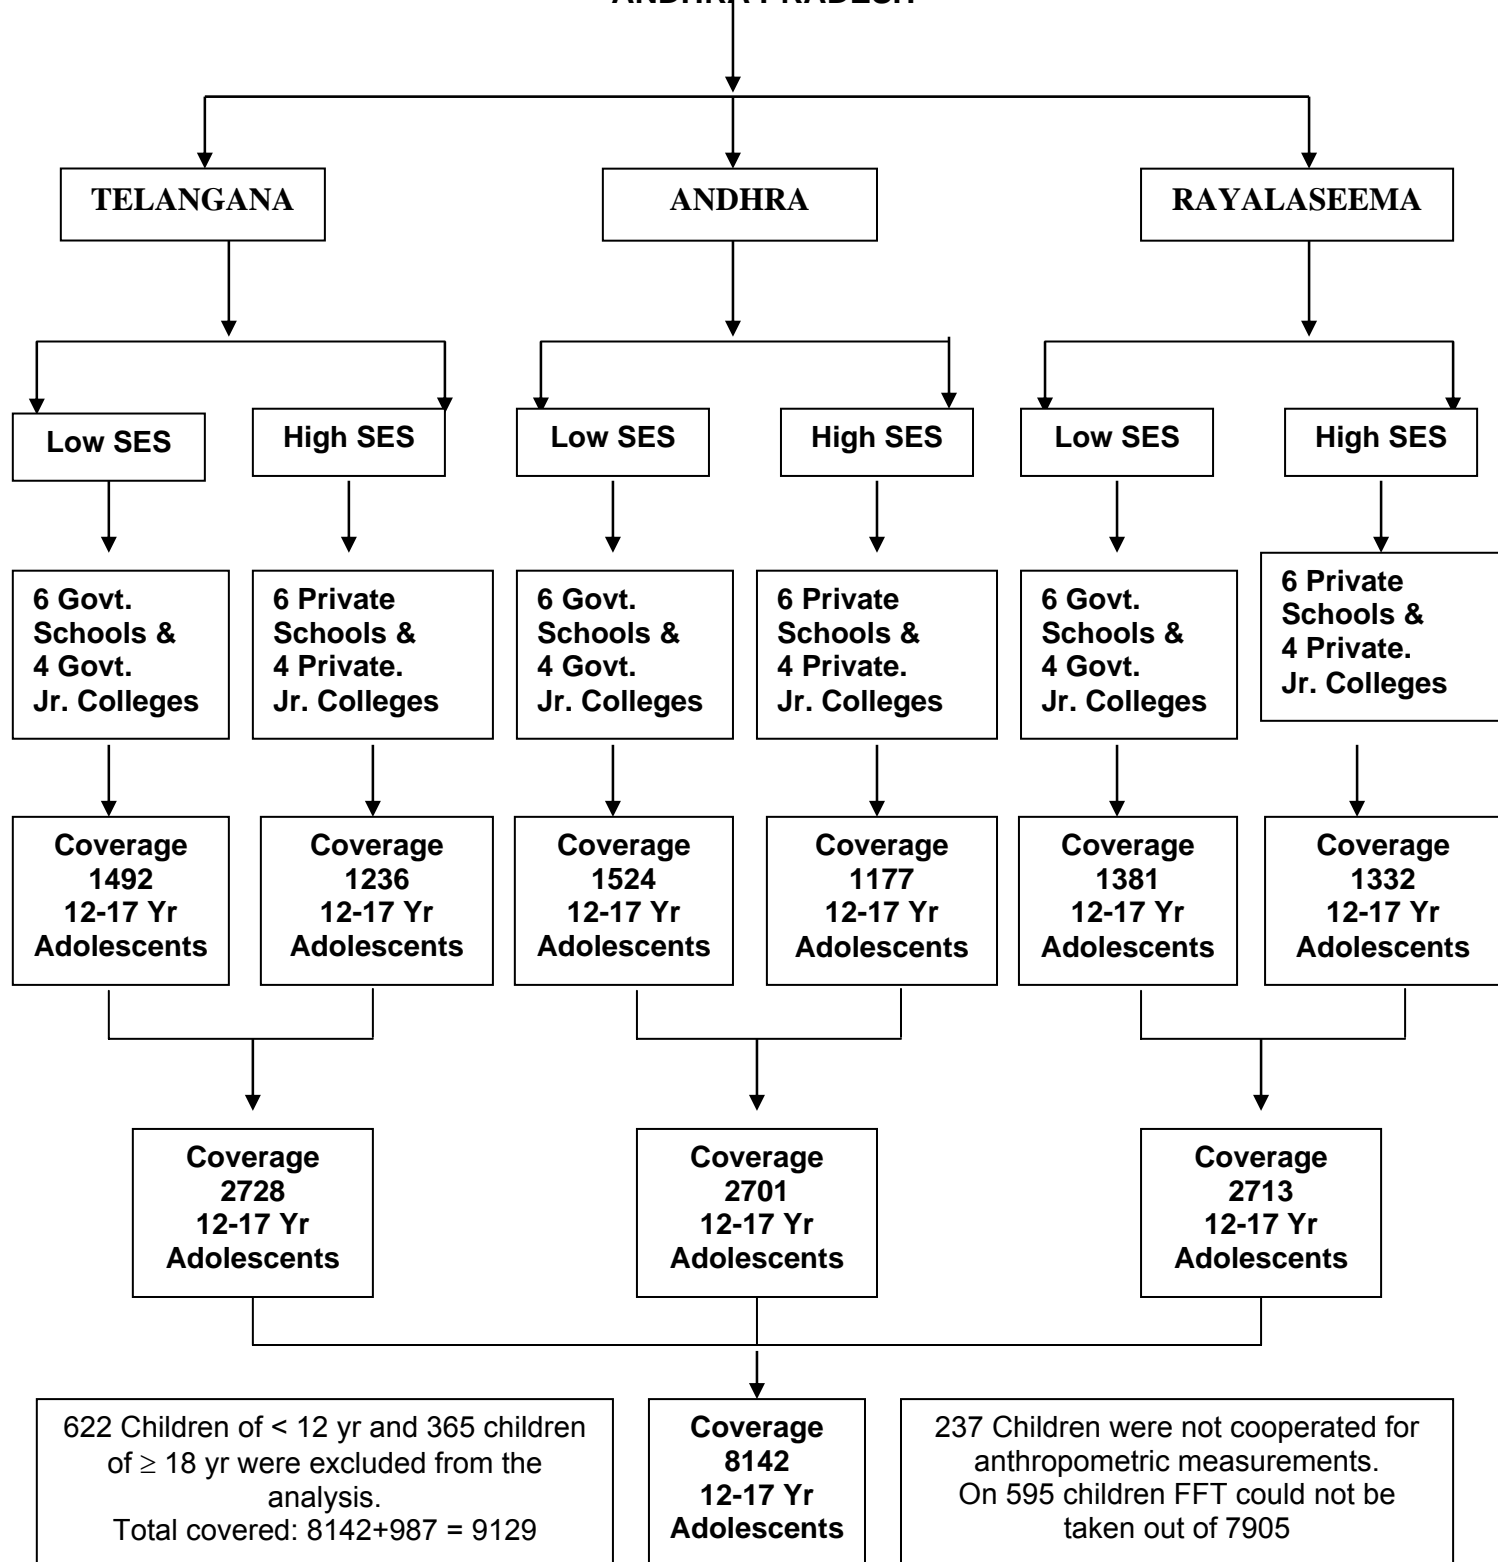 ANDHRA PRADESH
TELANGANA
ANDHRA
RAYALASEEMA
Low SES
High SES
Low SES
High SES
Low SES
High SES
6 Govt.
Schools &
4 Govt.
Jr. Colleges
6 Private
Schools &
4 Private.
Jr. Colleges
6 Govt.
Schools &
4 Govt.
Jr. Colleges
6 Private
Schools &
4 Private.
Jr. Colleges
6 Govt.
Schools &
4 Govt.
Jr. Colleges
6 Private
Schools &
4 Private.
Jr. Colleges
Coverage
1492
12-17 Yr
Adolescents
Coverage
1236
12-17 Yr
Adolescents
Coverage
1524
12-17 Yr
Adolescents
Coverage
1177
12-17 Yr
Adolescents
Coverage
1381
12-17 Yr
Adolescents
Coverage
1332
12-17 Yr
Adolescents
Coverage
2728
12-17 Yr
Adolescents
Coverage
2701
12-17 Yr
Adolescents
Coverage
2713
12-17 Yr
Adolescents
622 Children of < 12 yr and 365 children
of ≥ 18 yr were excluded from the
analysis.
Total covered: 8142+987 = 9129
Coverage
8142
12-17 Yr
Adolescents
237 Children were not cooperated for
anthropometric measurements.
On 595 children FFT could not be
taken out of 7905